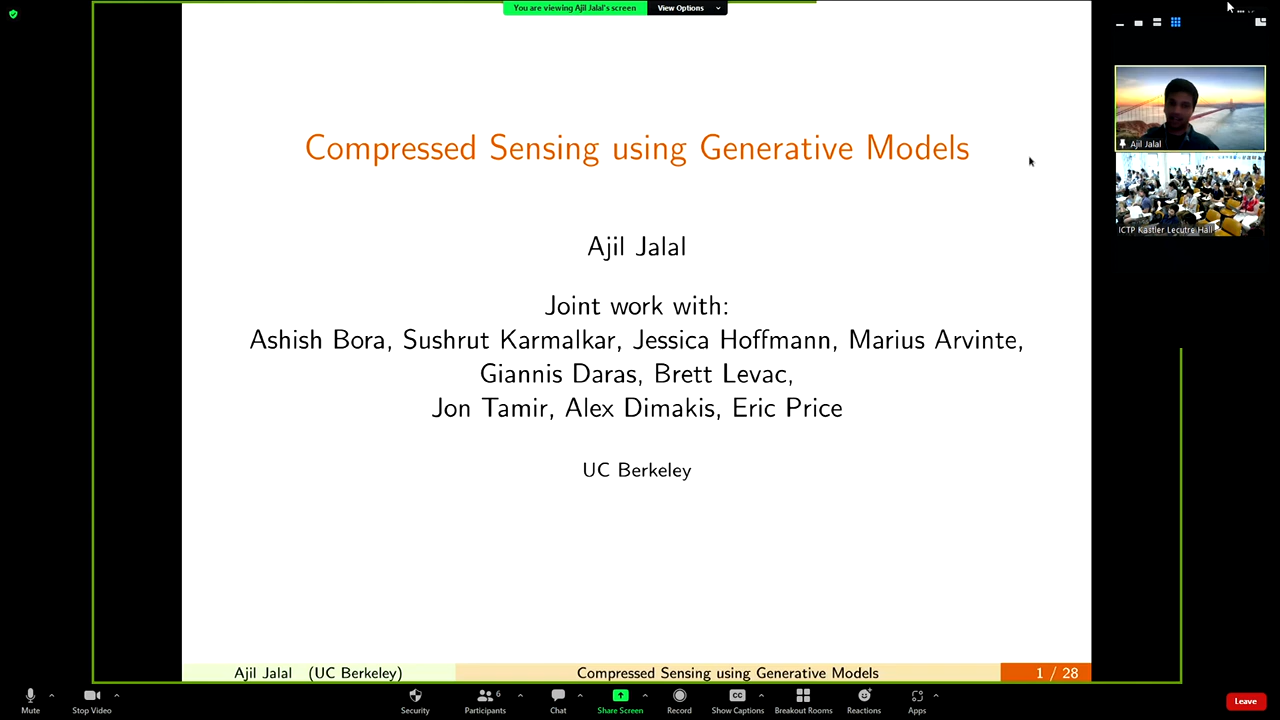 You are viewing Ajil Jalal's screen
View Options
Compressed Sensing using Generative Models
Ajil Jalal
Joint work with:
Ashish Bora, Sushrut Karmalkar, Jessica Hoffmann, Marius Arvinte,
Giannis Daras, Brett Levac,
Jon Tamir, Alex Dimakis, Eric Price
UC Berkeley
Ajil Jalal (UC Berkeley)
Compressed Sensing using Generative Models
1 / 28
Ajil Jalal
ICTP Kastler Lecutre Hall
Mute
Stop Video
Security
Participants
6
Chat
Share Screen
Record
CC
Show Captions
Breakout Rooms
Reactions
Apps
Leave